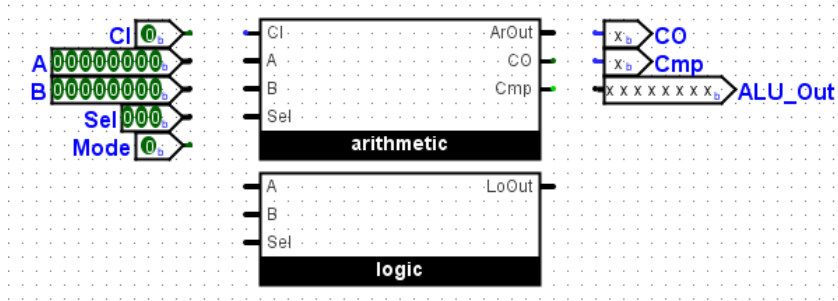 CI 0b CI ArOut xb CO
A 00000000b A CO xb Cmp
B 00000000b B Cmp xxxxxxxxb ALU_Out
Sel 000b Sel
Mode 0b arithmetic
A LoOut
B
Sel
logic